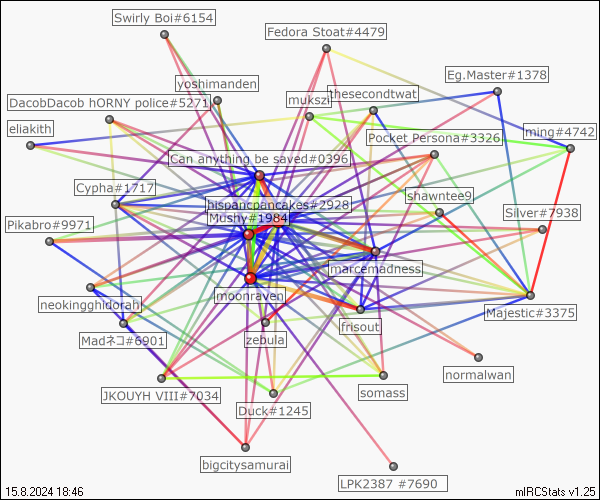 Swirly Boi#6154
Fedora Stoat#4479
Eg.Master#1378
yoshimanden
thesecondtwat
mukszi
DacobDacob hORNY police#5271
eliakith
ming#4742
Pocket Persona#3326
Can anything be saved#0396
Cypha#1717
shawntee9
hispancpancakes#2928
Silver#7938
Mushy#1984
Pikabro#9971
marcemadness
moonraven
neokingghidorah
Majestic#3375
frisout
zebula
Madネコ#6901
normalwan
somass
JKOUYH VIII#7034
Duck#1245
bigcitysamurai
LPK2387 #7690
15.8.2024 18:46
mIRCStats v1.25